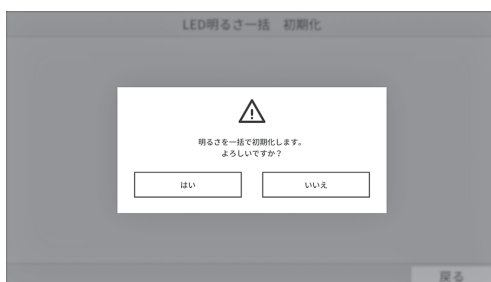 LED明るさ一括　初期化
明るさを一括で初期化します。
よろしいですか？
はい
いいえ
戻る